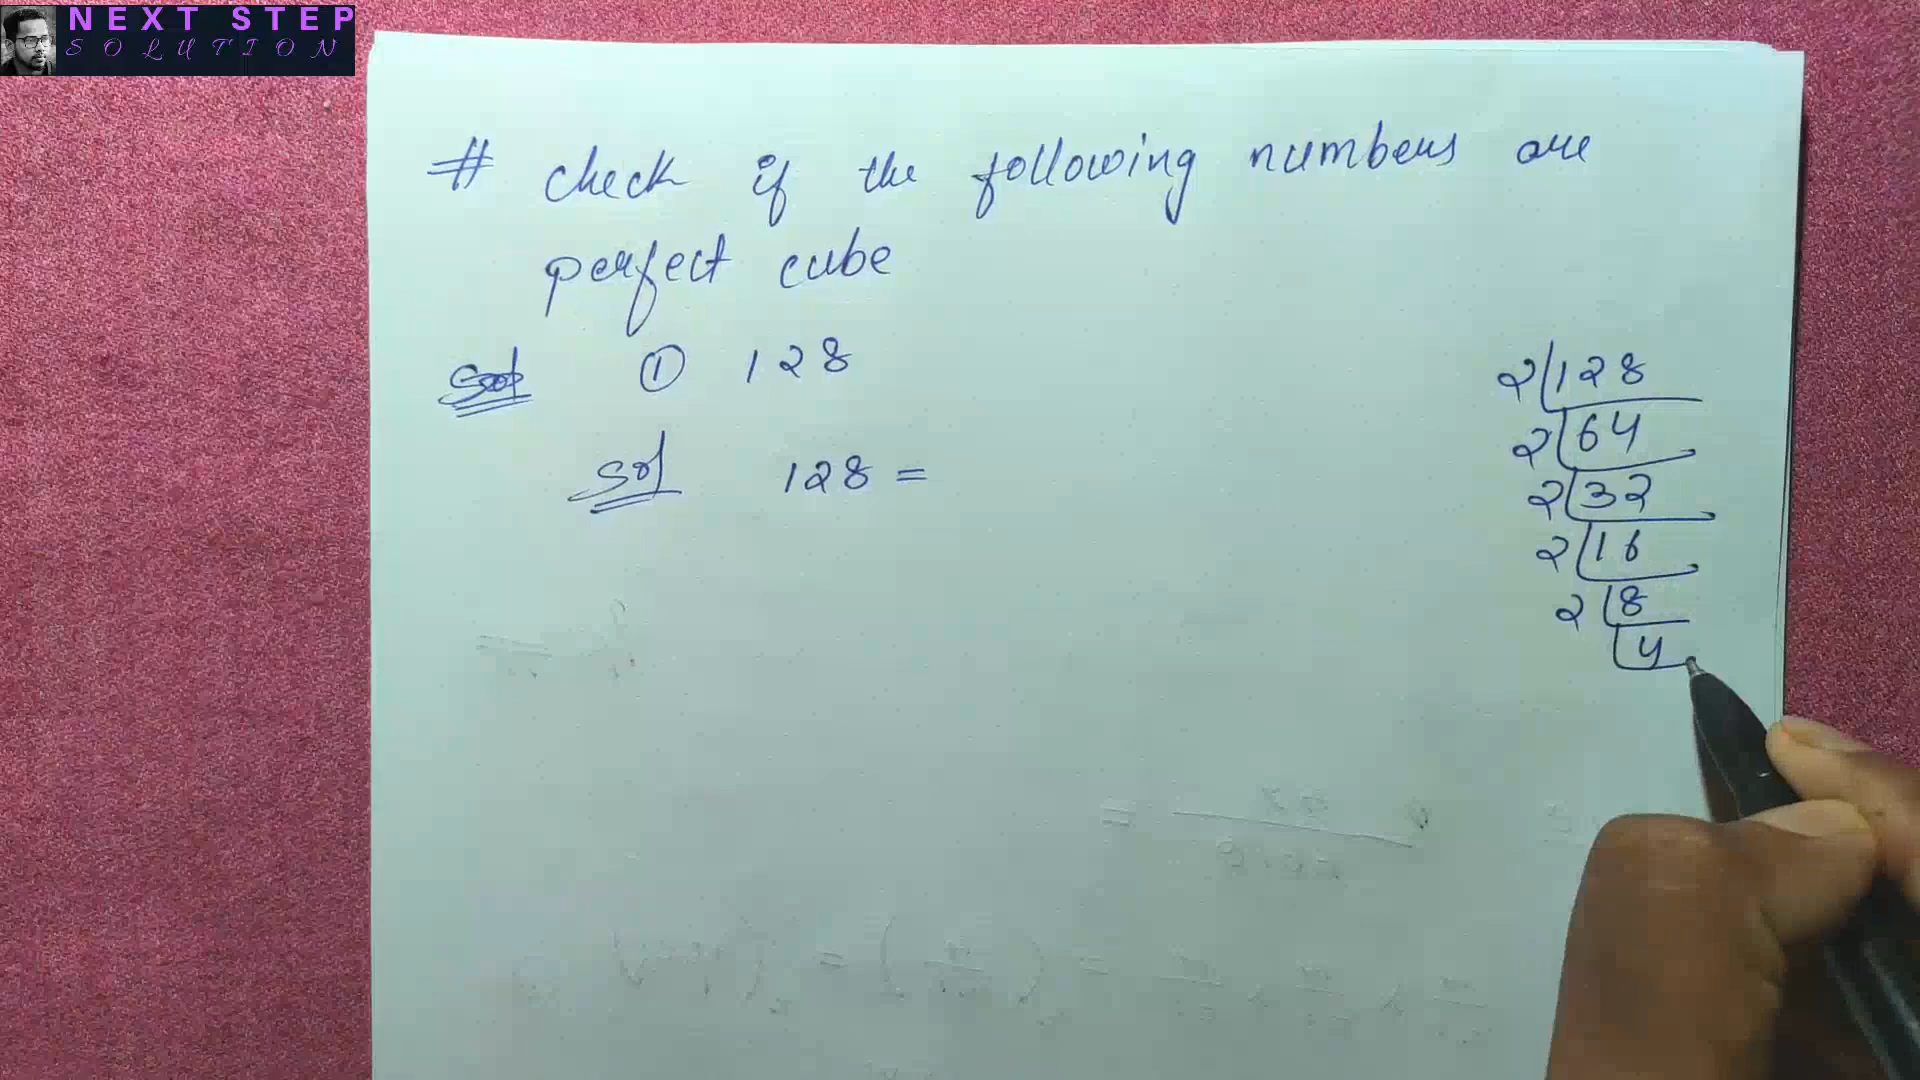 NEXT STEP
SOLUTION
# check if the following numbers are
perfect cube
Sol ① 128
Sol 128 =
2 128
2 64
2 32
2 16
2 8
4